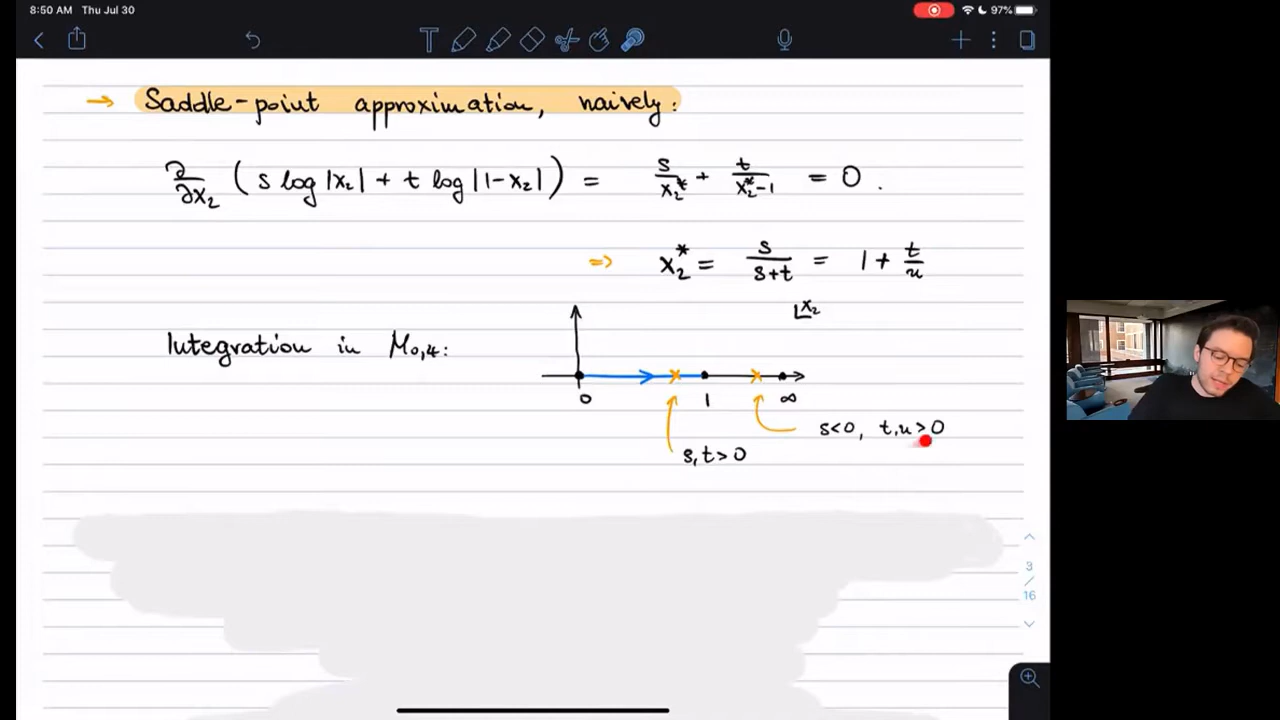 8:50 AM Thu Jul 30
97%
→ Saddle-point approximation, naively:
∂/∂x₂ ( s log|x₂| + t log|1-x₂| ) = s/x₂* + t/(x₂*-1) = 0 .
⇒ x₂* = s/(s+t) = 1 + t/u
x₂
Integration in M₀,₄:
0 1 ∞
s<0, t,u>0
s,t>0
3
/
16